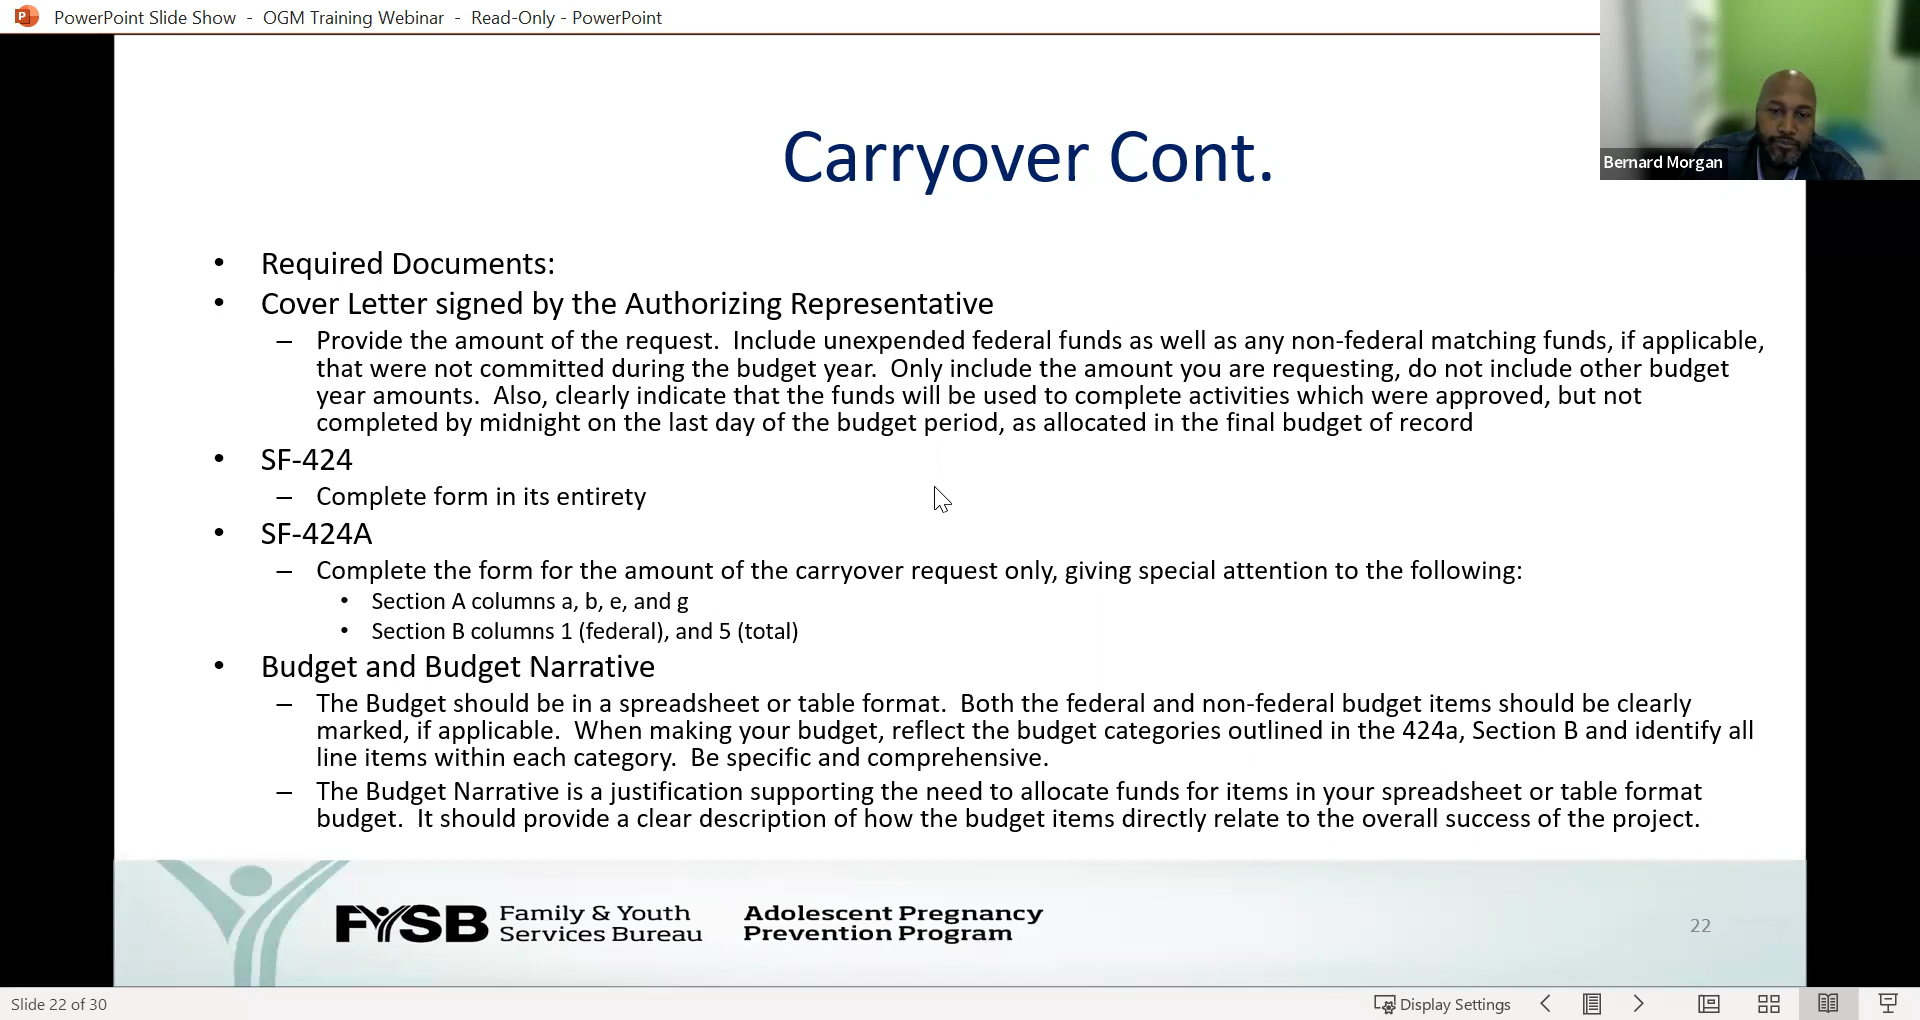 PowerPoint Slide Show - OGM Training Webinar - Read-Only - PowerPoint
Bernard Morgan
Carryover Cont.
• Required Documents:
• Cover Letter signed by the Authorizing Representative
– Provide the amount of the request. Include unexpended federal funds as well as any non-federal matching funds, if applicable,
that were not committed during the budget year. Only include the amount you are requesting, do not include other budget
year amounts. Also, clearly indicate that the funds will be used to complete activities which were approved, but not
completed by midnight on the last day of the budget period, as allocated in the final budget of record
• SF-424
– Complete form in its entirety
• SF-424A
– Complete the form for the amount of the carryover request only, giving special attention to the following:
• Section A columns a, b, e, and g
• Section B columns 1 (federal), and 5 (total)
• Budget and Budget Narrative
– The Budget should be in a spreadsheet or table format. Both the federal and non-federal budget items should be clearly
marked, if applicable. When making your budget, reflect the budget categories outlined in the 424a, Section B and identify all
line items within each category. Be specific and comprehensive.
– The Budget Narrative is a justification supporting the need to allocate funds for items in your spreadsheet or table format
budget. It should provide a clear description of how the budget items directly relate to the overall success of the project.
FYSB
Family & Youth
Services Bureau
Adolescent Pregnancy
Prevention Program
22
Slide 22 of 30
Display Settings